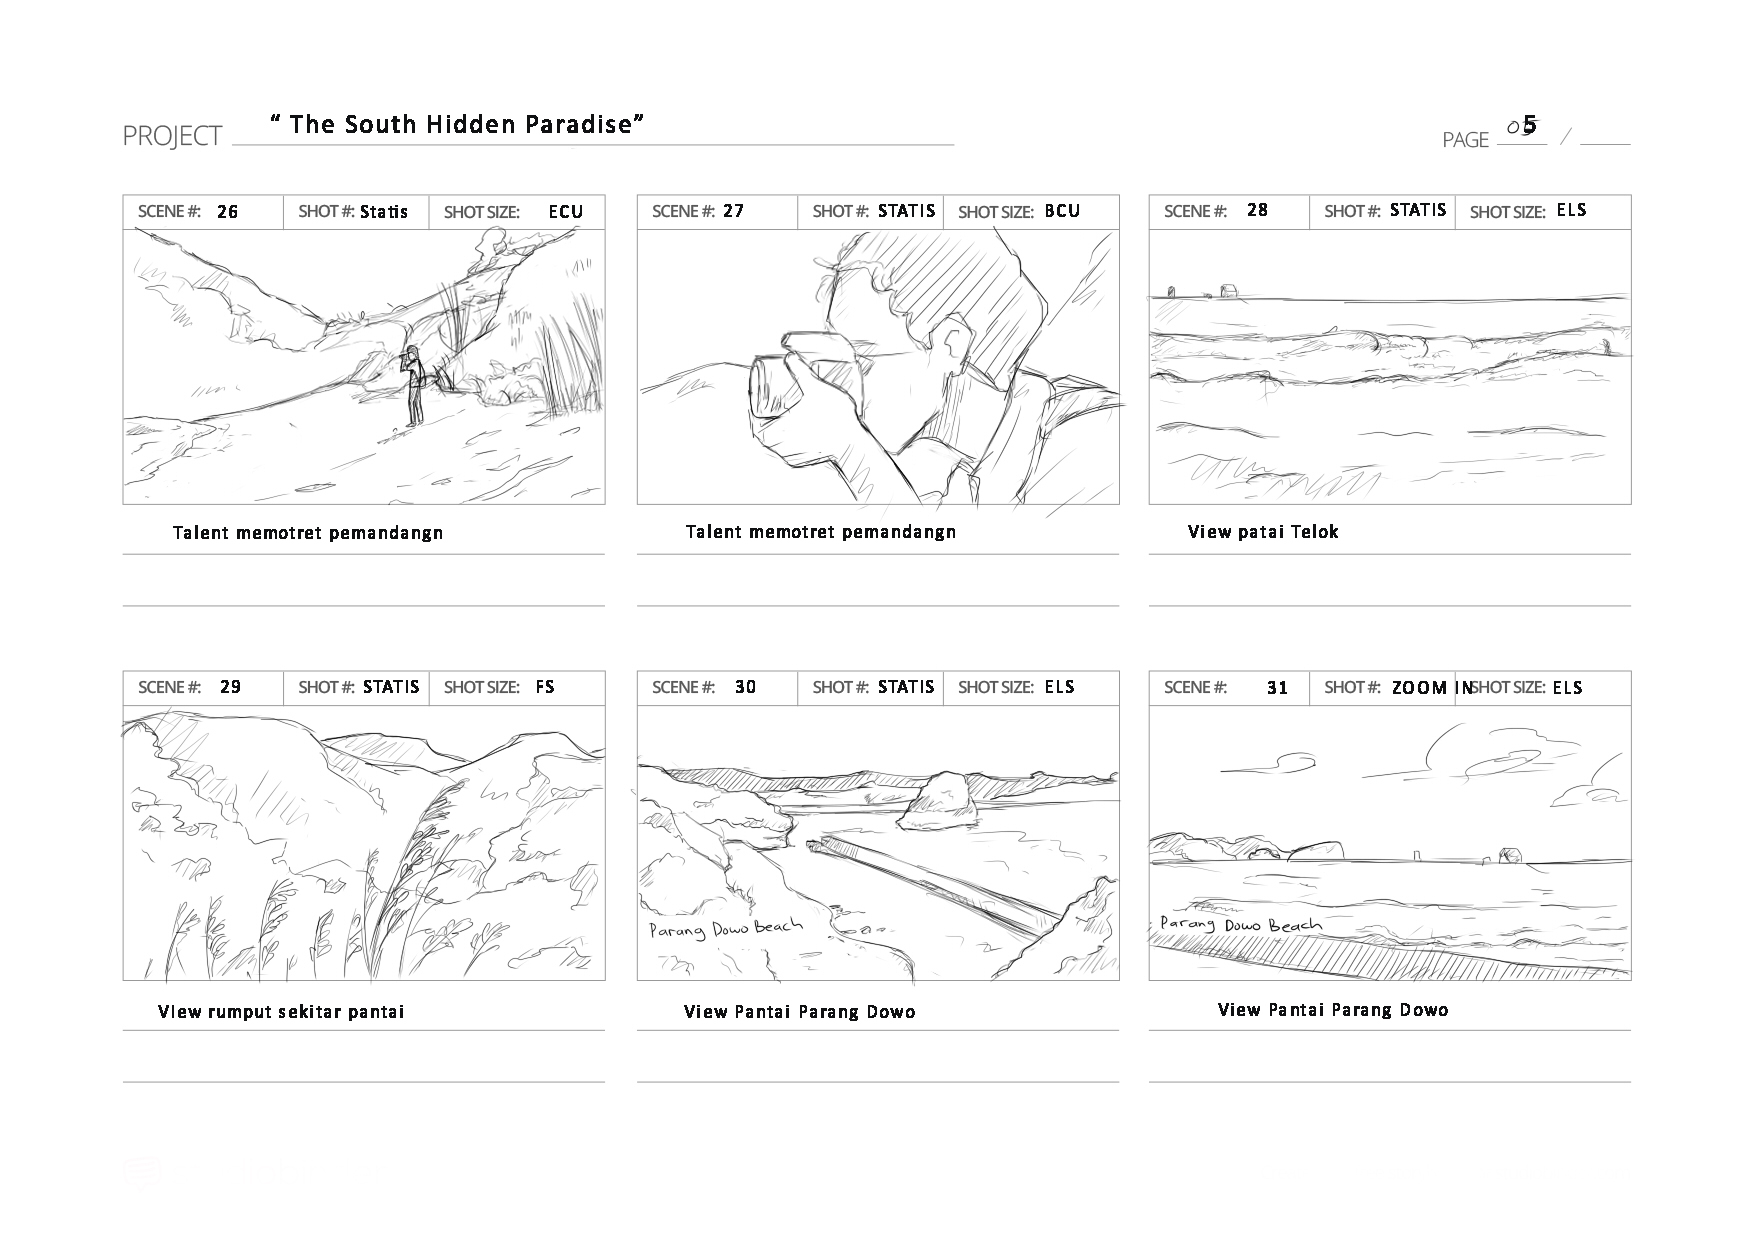 PROJECT “ The South Hidden Paradise”
PAGE 05 /
SCENE #: 26 SHOT #: Statis SHOT SIZE: ECU
Talent memotret pemandangn
SCENE #: 27 SHOT #: STATIS SHOT SIZE: BCU
Talent memotret pemandangn
SCENE #: 28 SHOT #: STATIS SHOT SIZE: ELS
View patai Telok
SCENE #: 29 SHOT #: STATIS SHOT SIZE: FS
VIew rumput sekitar pantai
SCENE #: 30 SHOT #: STATIS SHOT SIZE: ELS
Parang Dowo Beach
View Pantai Parang Dowo
SCENE #: 31 SHOT #: ZOOM IN SHOT SIZE: ELS
Parang Dowo Beach
View Pantai Parang Dowo